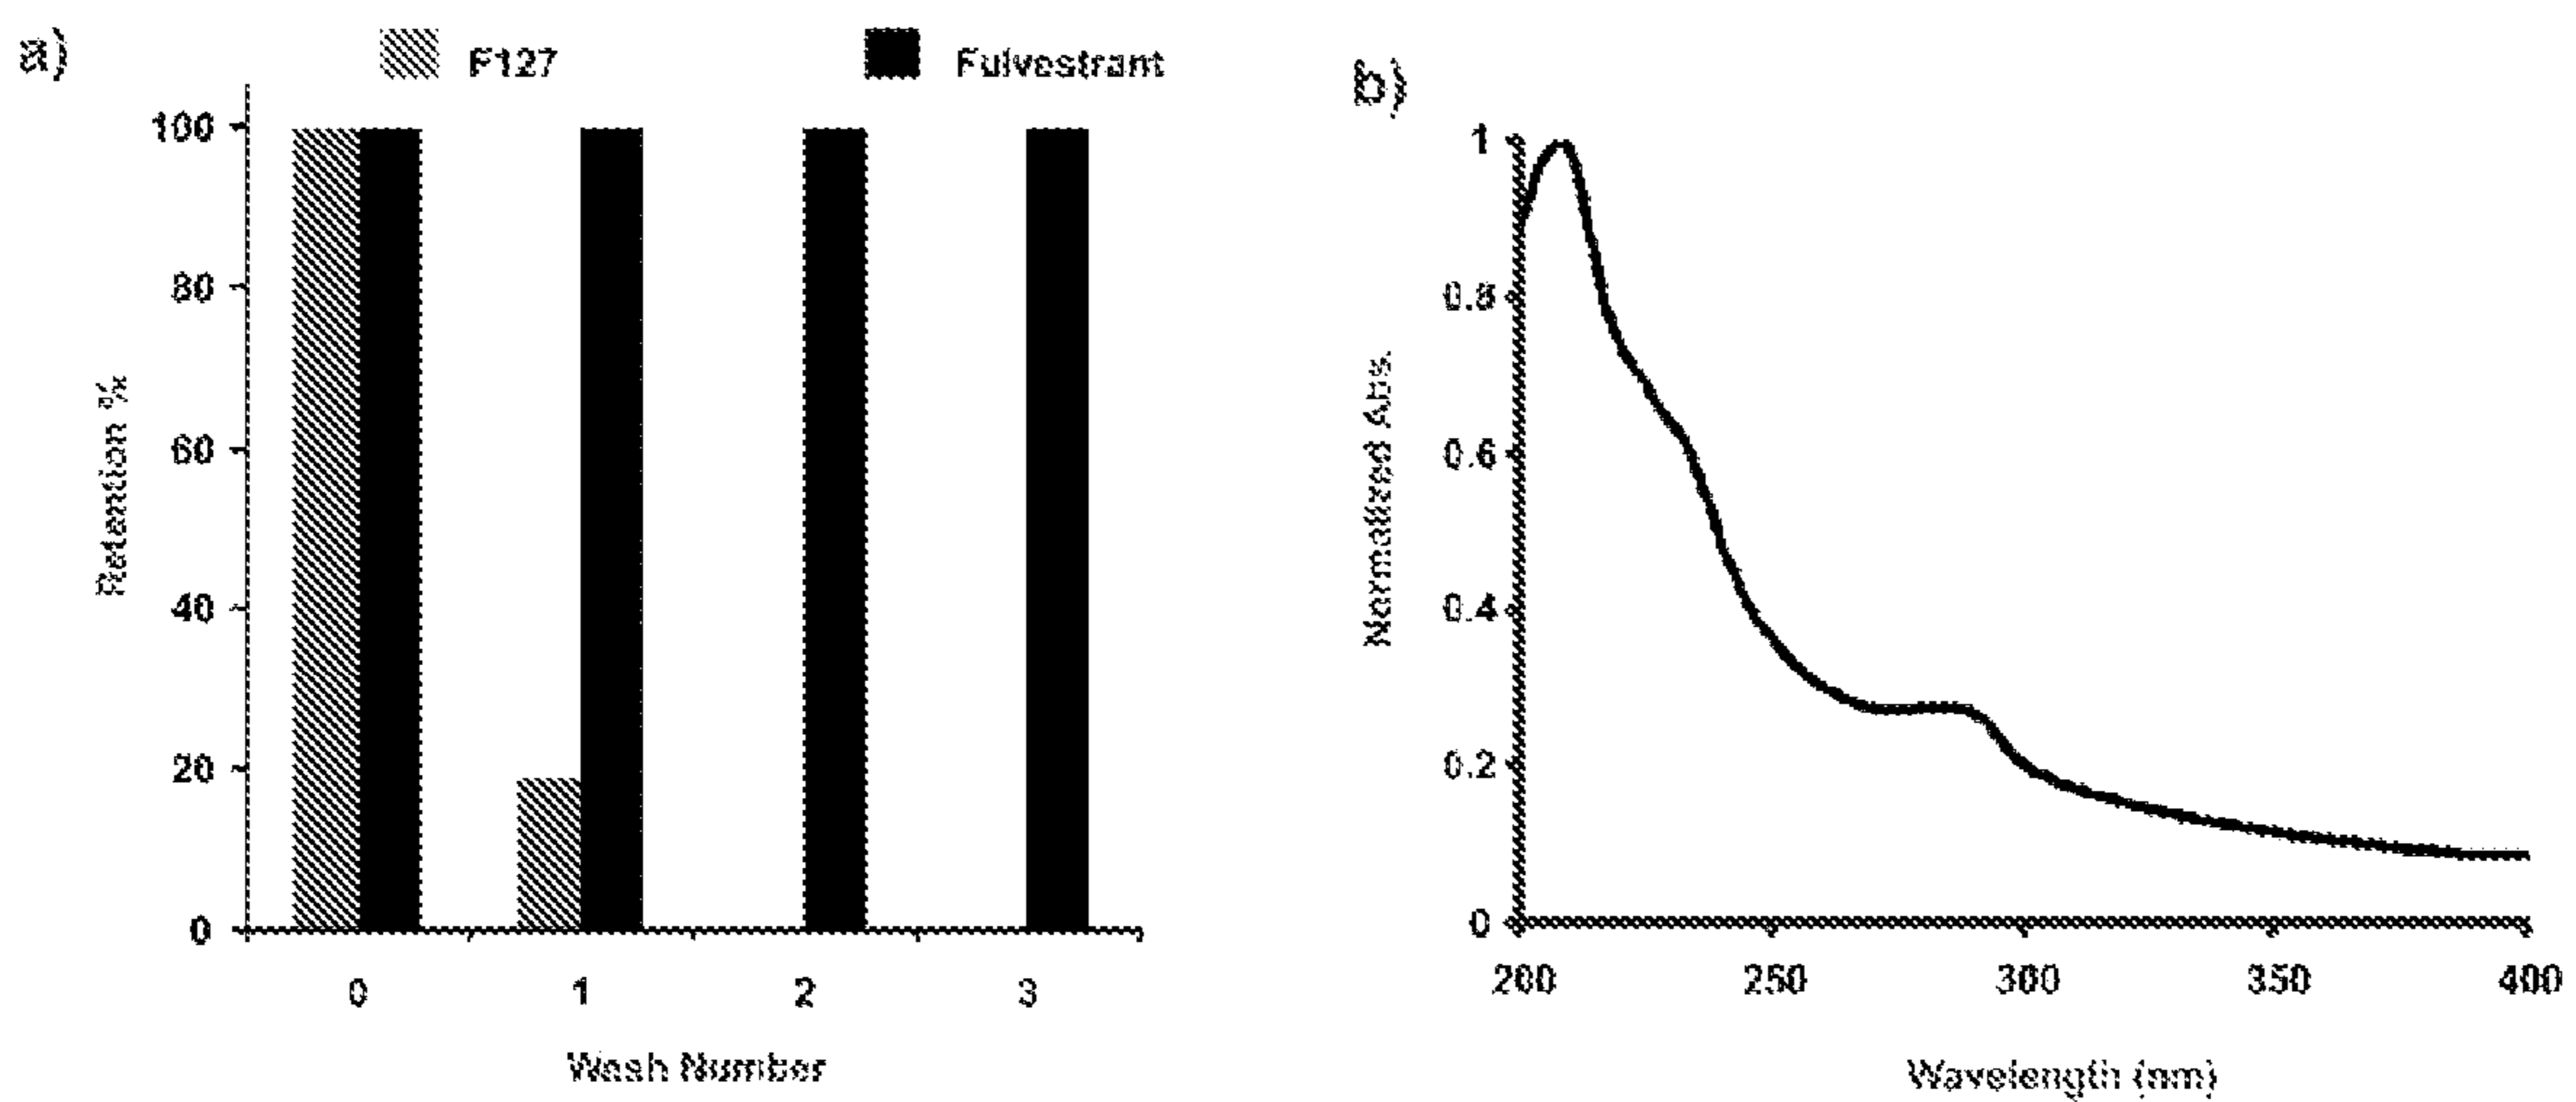 a)
F127 Fulvestrant
100
80
60
40
20
0
Retention %
0 1 2 3
Wash Number
b)
1
0.8
0.6
0.4
0.2
0
Normalized Abs.
200 250 300 350 400
Wavelength (nm)